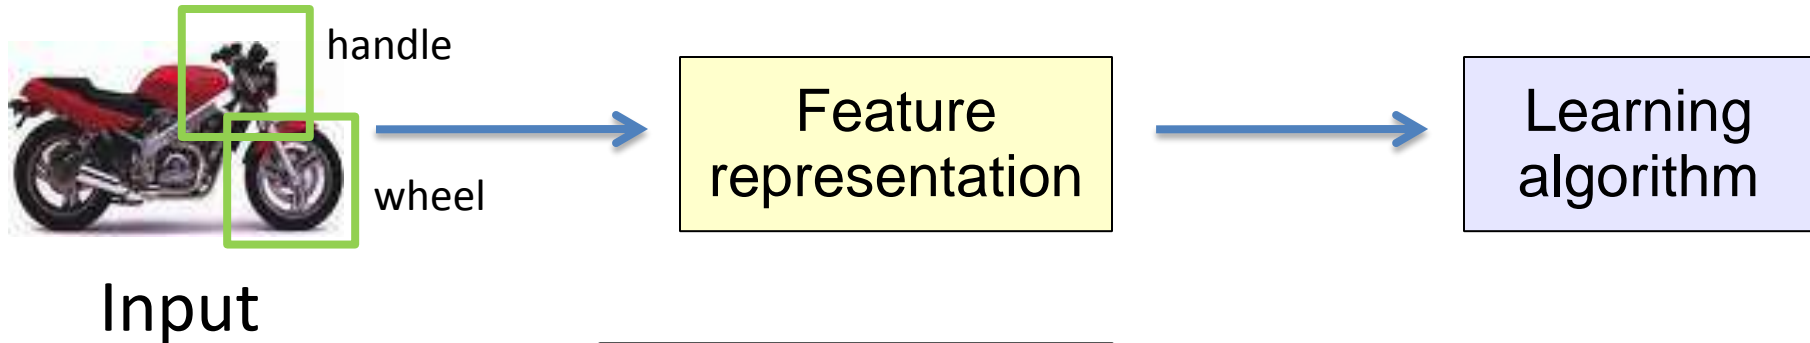 handle
wheel
Input
Feature
representation
Learning
algorithm